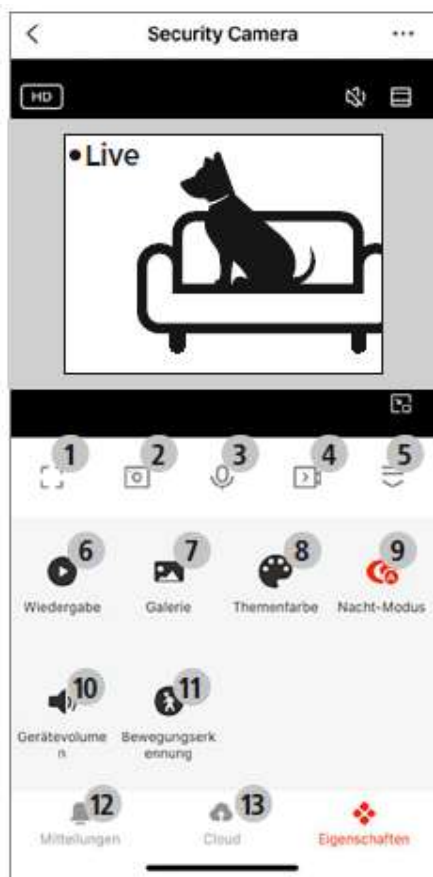 Security Camera
HD
Live
1 2 3 4 5
6 7 8 9
Wiedergabe Galerie Themenfarbe Nacht-Modus
10 11
Gerätevolume Bewegungserk
n ennung
12 13
Mitteilungen Cloud Eigenschaften